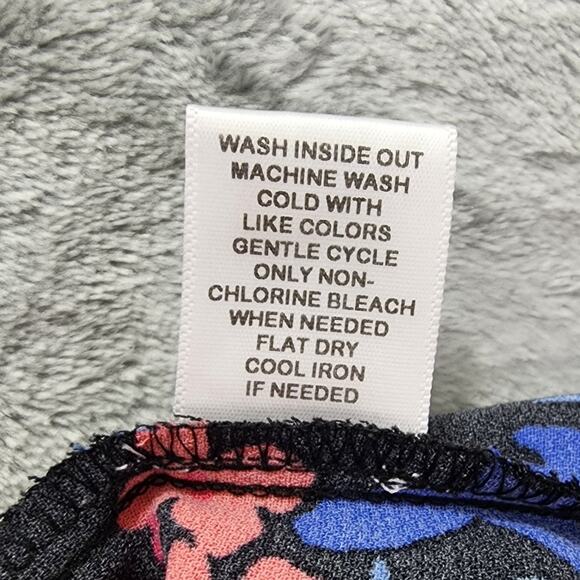 WASH INSIDE OUT
MACHINE WASH
COLD WITH
LIKE COLORS
GENTLE CYCLE
ONLY NON-
CHLORINE BLEACH
WHEN NEEDED
FLAT DRY
COOL IRON
IF NEEDED